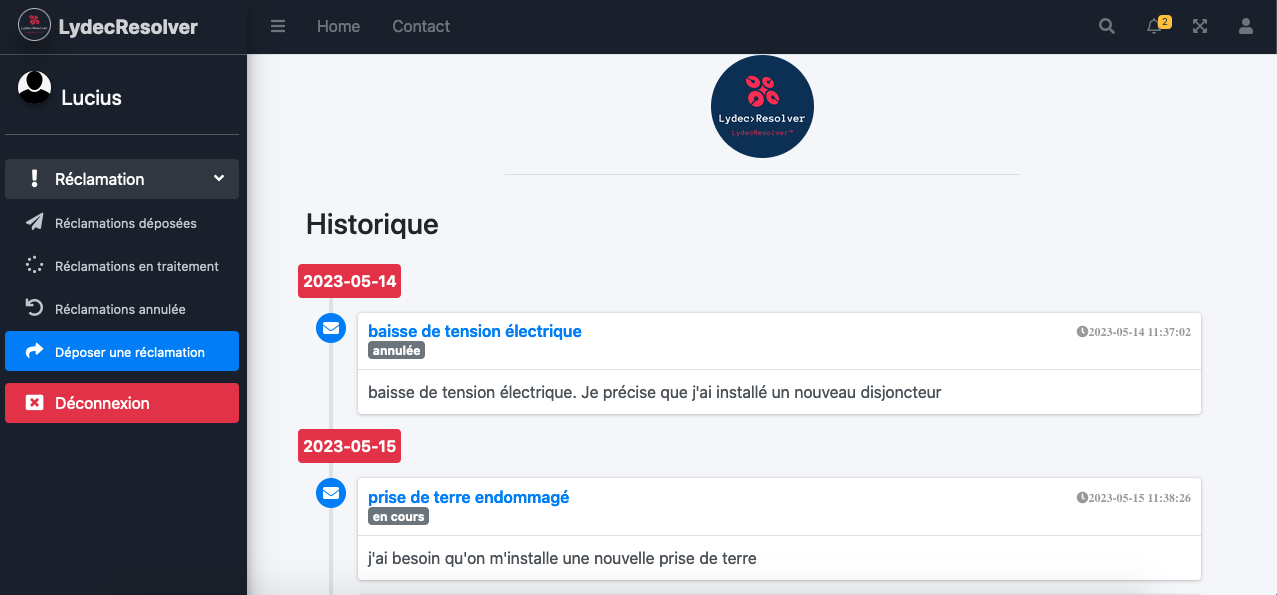 LydecResolver
Home
Contact
2
Lucius
Réclamation
Réclamations déposées
Réclamations en traitement
Réclamations annulée
Déposer une réclamation
Déconnexion
Lydec>Resolver
LydecResolver™
Historique
2023-05-14
baisse de tension électrique
2023-05-14 11:37:02
annulée
baisse de tension électrique. Je précise que j'ai installé un nouveau disjoncteur
2023-05-15
prise de terre endommagé
2023-05-15 11:38:26
en cours
j'ai besoin qu'on m'installe une nouvelle prise de terre